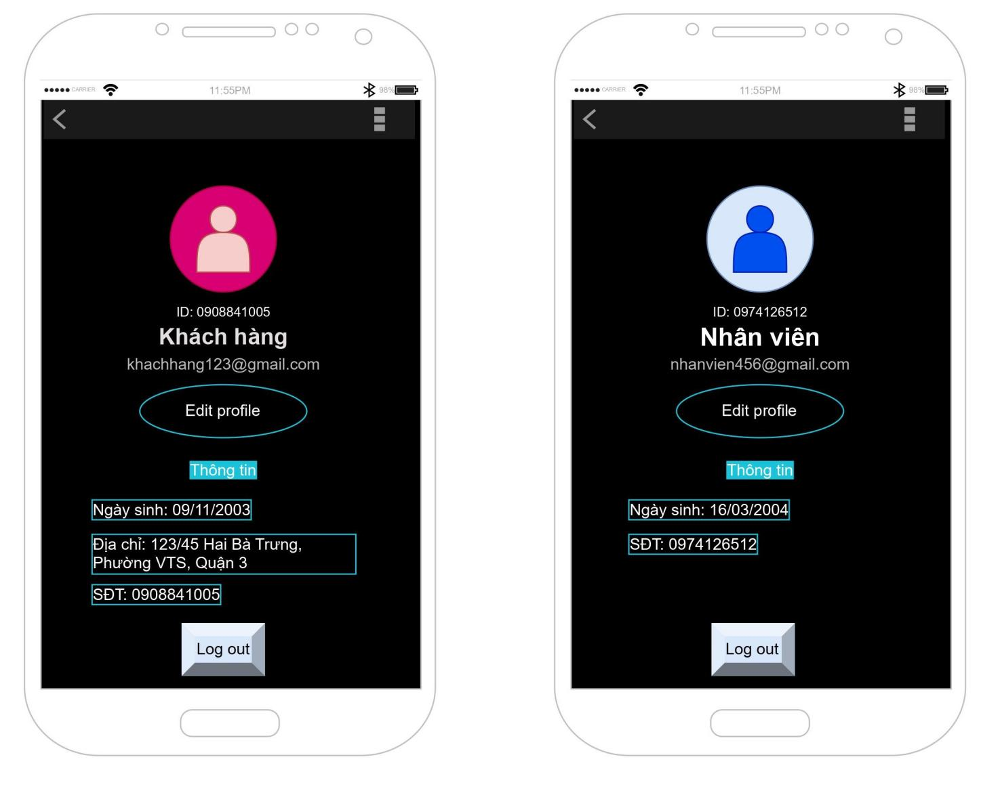 CARRIER 11:55PM 98%
ID: 0908841005
Khách hàng
khachhang123@gmail.com
Edit profile
Thông tin
Ngày sinh: 09/11/2003
Địa chỉ: 123/45 Hai Bà Trưng,
Phường VTS, Quận 3
SĐT: 0908841005
Log out
CARRIER 11:55PM 98%
ID: 0974126512
Nhân viên
nhanvien456@gmail.com
Edit profile
Thông tin
Ngày sinh: 16/03/2004
SĐT: 0974126512
Log out